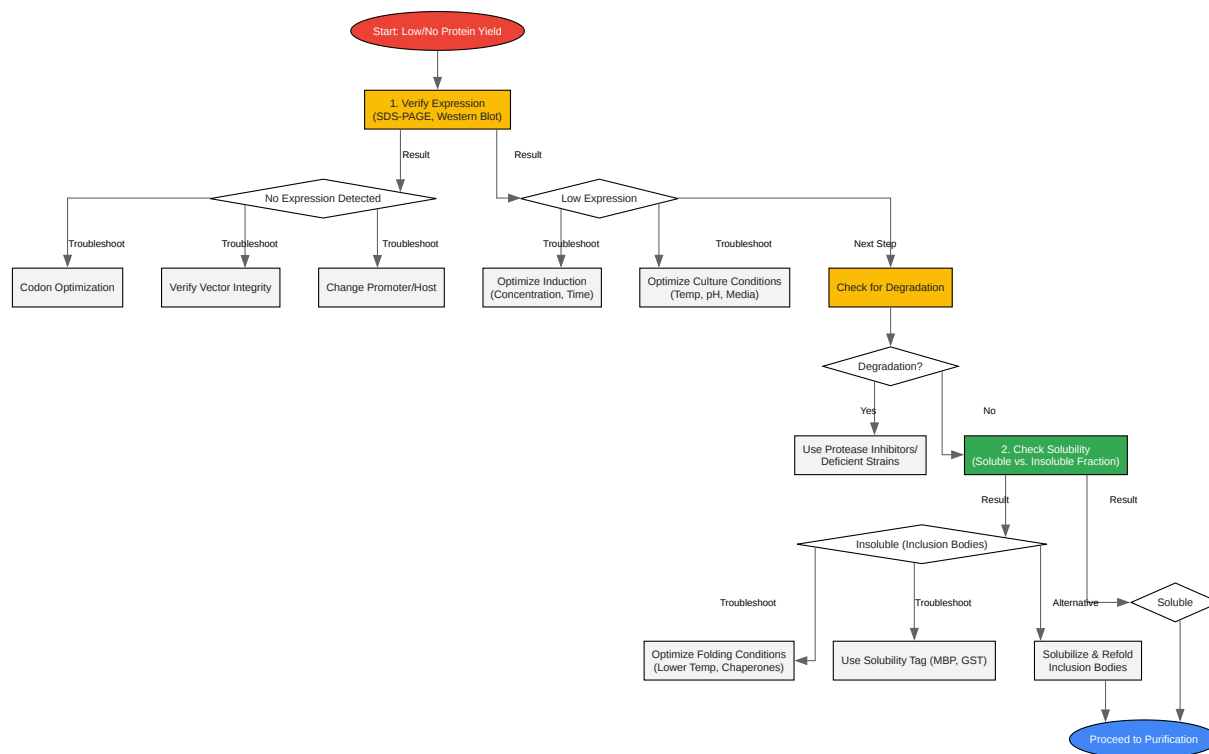 Start: Low/No Protein Yield
1. Verify Expression
(SDS-PAGE, Western Blot)
Result
Result
No Expression Detected
Low Expression
Troubleshoot
Troubleshoot
Troubleshoot
Troubleshoot
Troubleshoot
Next Step
Codon Optimization
Verify Vector Integrity
Change Promoter/Host
Optimize Induction
(Concentration, Time)
Optimize Culture Conditions
(Temp, pH, Media)
Check for Degradation
Degradation?
Yes
No
Use Protease Inhibitors/
Deficient Strains
2. Check Solubility
(Soluble vs. Insoluble Fraction)
Result
Result
Insoluble (Inclusion Bodies)
Troubleshoot
Troubleshoot
Alternative
Soluble
Optimize Folding Conditions
(Lower Temp, Chaperones)
Use Solubility Tag (MBP, GST)
Solubilize & Refold
Inclusion Bodies
Proceed to Purification